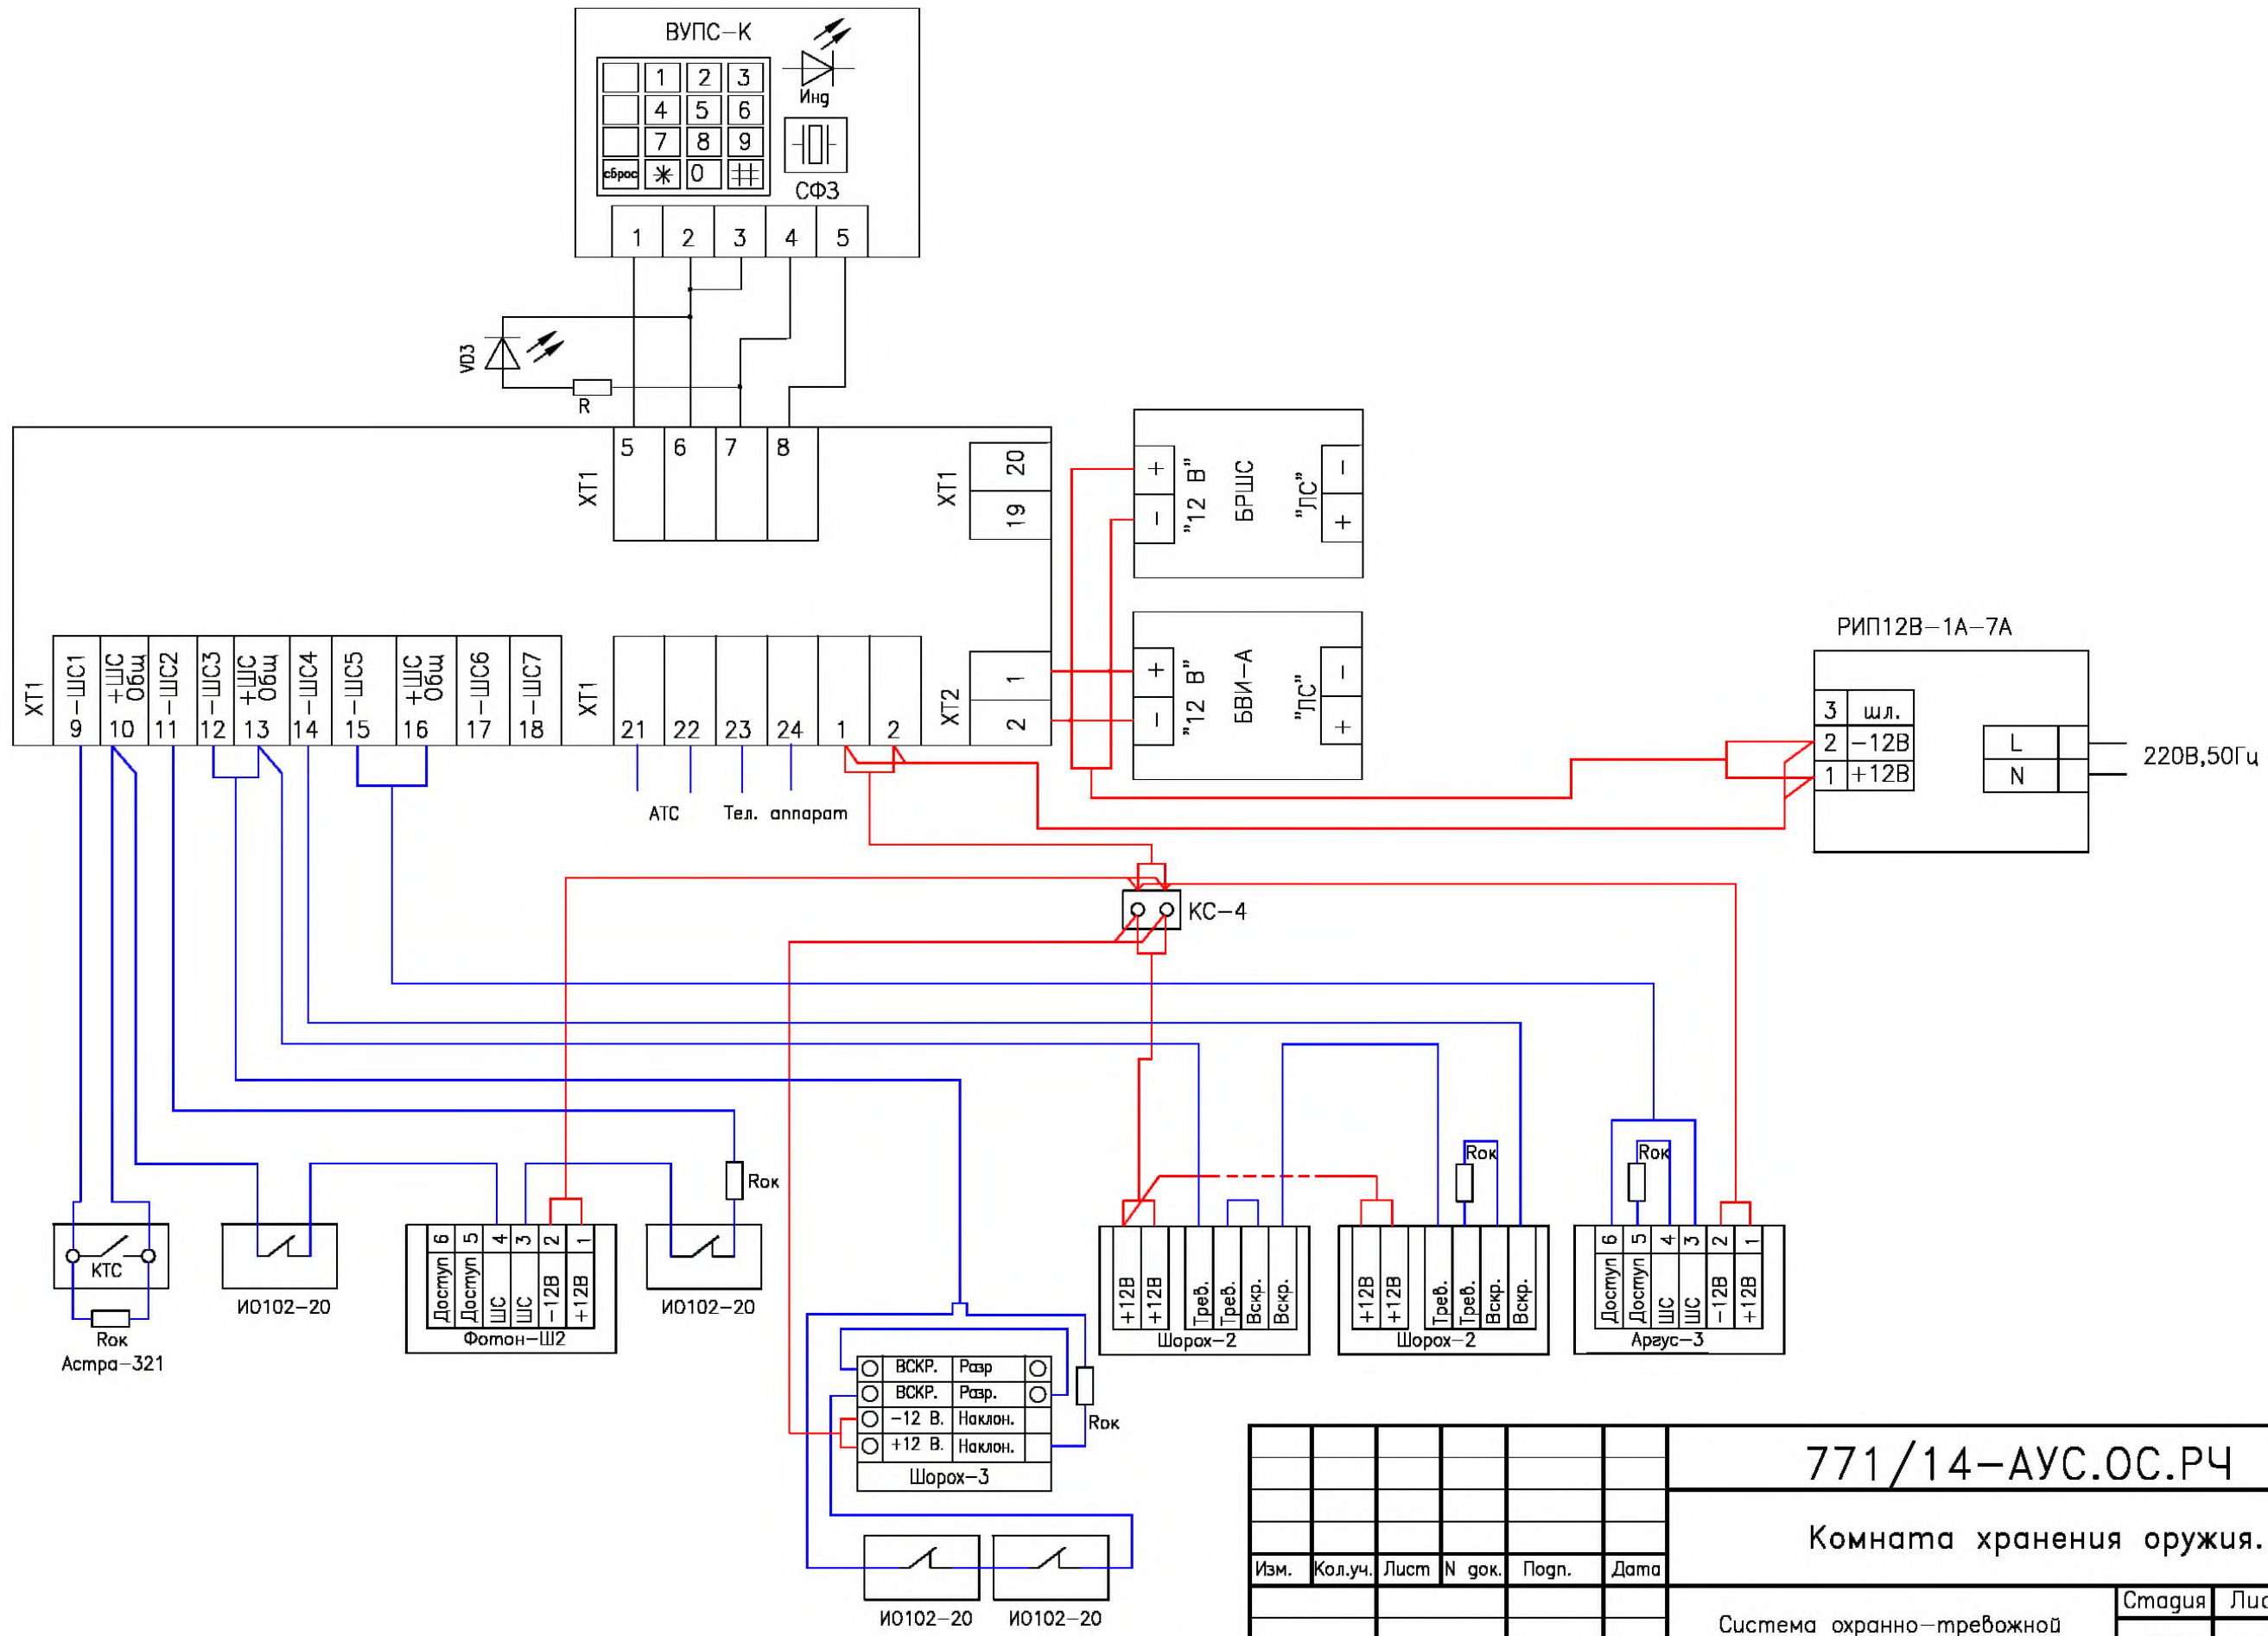 ВУПС-К
1 2 3
4 5 6
7 8 9
сброс * 0 #
Инд
СФЗ
1 2 3 4 5
VD3
R
ХТ1
5 6 7 8
ХТ1
20
19
+
-
"12 В"
БРШС
"ЛС"
-
+
ХТ1
9 -ШС1
10 +ШС Общ
11 -ШС2
12 -ШС3
13 +ШС Общ
14 -ШС4
15 -ШС5
16 +ШС Общ
17 -ШС6
18 -ШС7
ХТ1
21 22 23 24 1 2
АТС
Тел. аппарат
ХТ2
1
2
+
-
"12 В"
БВИ-А
"ЛС"
-
+
РИП12В-1А-7А
3 шл.
2 -12В
1 +12В
L
N
220В,50Гц
КС-4
КТС
Rок
Астра-321
ИО102-20
6 Доступ
5 Доступ
4 ШС
3 ШС
2 -12В
1 +12В
Фотон-Ш2
Rок
ИО102-20
ВСКР. Разр
ВСКР. Разр.
-12 В. Наклон.
+12 В. Наклон.
Шорох-3
Rок
ИО102-20
ИО102-20
+12В
+12В
Трев.
Трев.
Вскр.
Вскр.
Шорох-2
Rок
+12В
+12В
Трев.
Трев.
Вскр.
Вскр.
Шорох-2
Rок
6 Доступ
5 Доступ
4 ШС
3 ШС
2 -12В
1 +12В
Аргус-3
771/14-АУС.ОС.РЧ
Комната хранения оружия.
Изм. Кол.уч. Лист N док. Подп. Дата
Система охранно-тревожной
Стадия